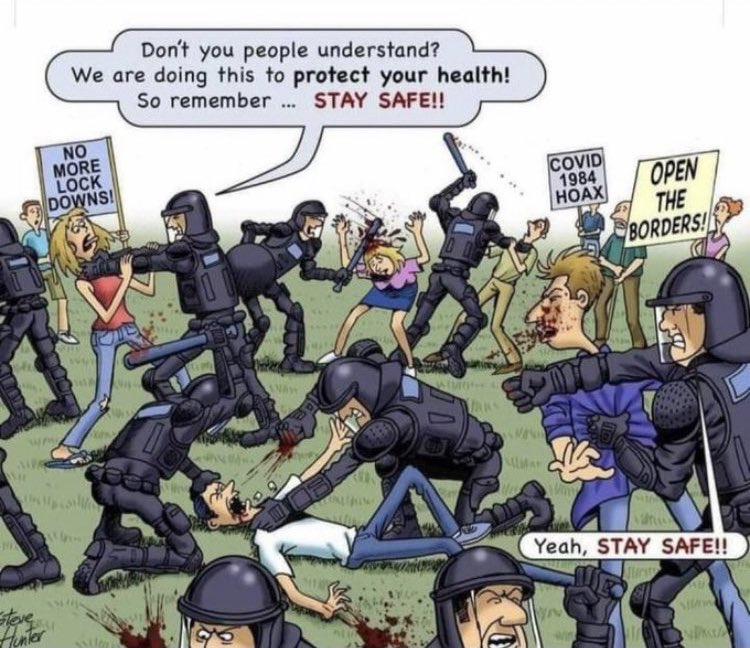 Don't you people understand?
We are doing this to protect your health!
So remember ... STAY SAFE!!
NO
MORE
LOCK
DOWNS!
COVID
1984
HOAX
OPEN
THE
BORDERS!
Yeah, STAY SAFE!!
Steve
Hunter